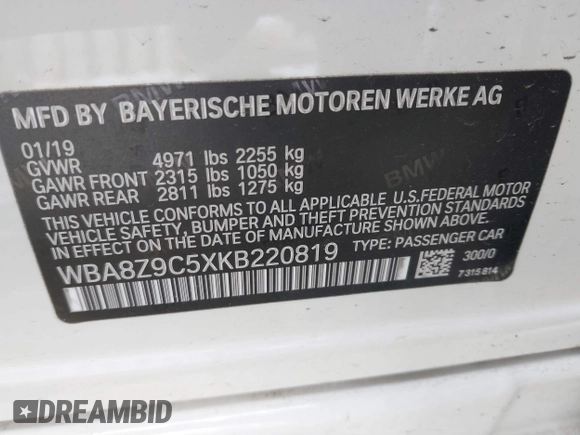 MFD BY BAYERISCHE MOTOREN WERKE AG
01/19
GVWR 4971 lbs 2255 kg
GAWR FRONT 2315 lbs 1050 kg
GAWR REAR 2811 lbs 1275 kg
THIS VEHICLE CONFORMS TO ALL APPLICABLE U.S.FEDERAL MOTOR
VEHICLE SAFETY, BUMPER AND THEFT PREVENTION STANDARDS
IN EFFECT ON THE DATE OF MANUFACTURE SHOWN ABOVE
WBA8Z9C5XKB220819 TYPE: PASSENGER CAR
300/0
7315814
BMW
DREAMBID